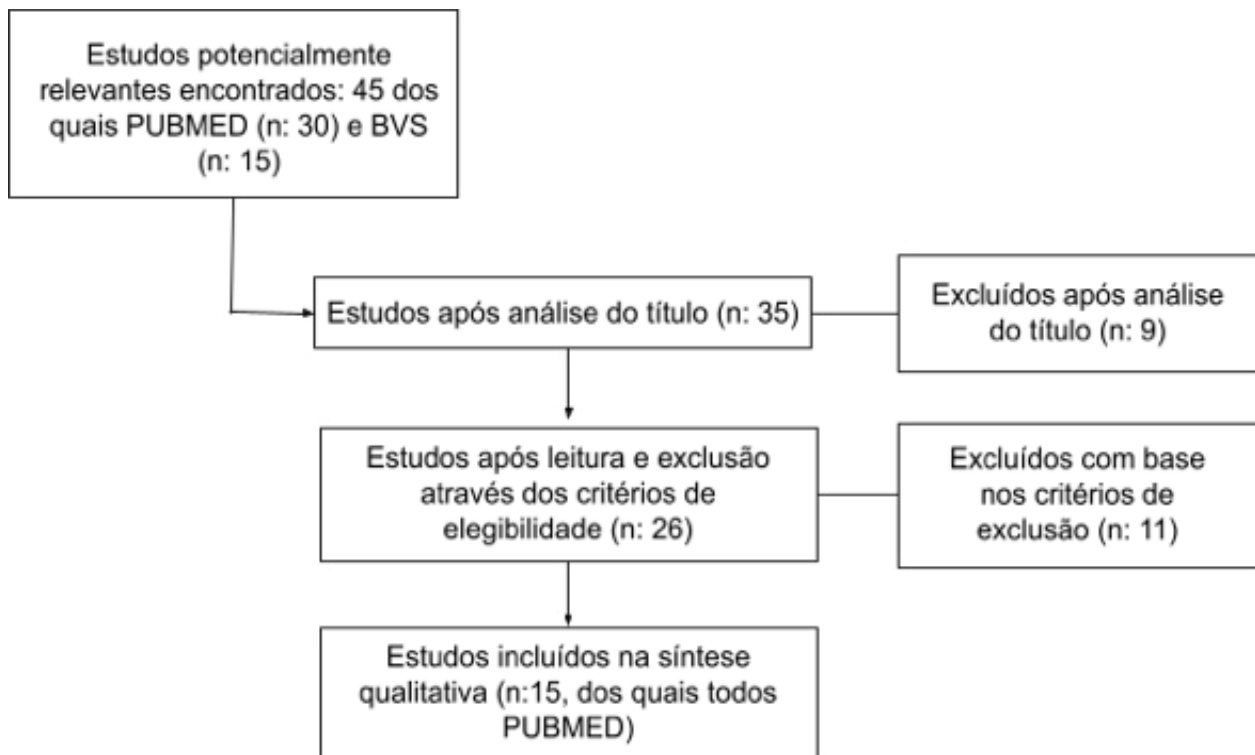 Estudos potencialmente
relevantes encontrados: 45 dos
quais PUBMED (n: 30) e BVS
(n: 15)
Estudos após análise do título (n: 35)
Excluídos após análise
do título (n: 9)
Estudos após leitura e exclusão
através dos critérios de
elegibilidade (n: 26)
Excluídos com base
nos critérios de
exclusão (n: 11)
Estudos incluídos na síntese
qualitativa (n:15, dos quais todos
PUBMED)